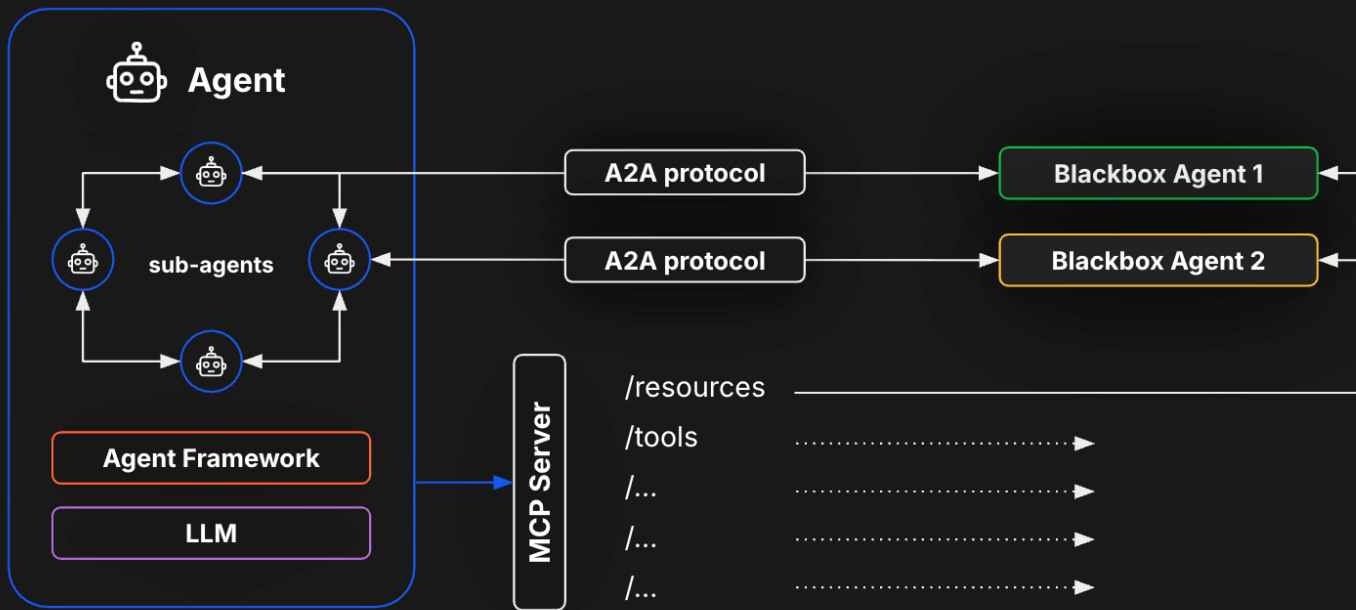 Agent
sub-agents
Agent Framework
LLM
A2A protocol
Blackbox Agent 1
A2A protocol
Blackbox Agent 2
MCP Server
/resources
/tools
/...
/...
/...